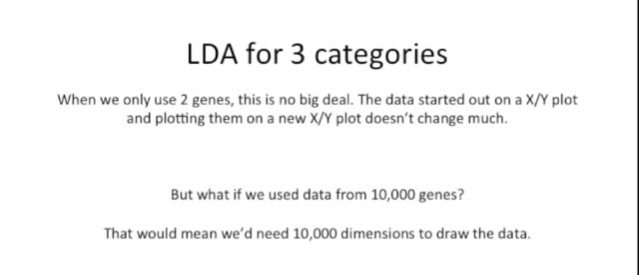 LDA for 3 categories
When we only use 2 genes, this is no big deal. The data started out on a X/Y plot
and plotting them on a new X/Y plot doesn't change much.
But what if we used data from 10,000 genes?
That would mean we'd need 10,000 dimensions to draw the data.